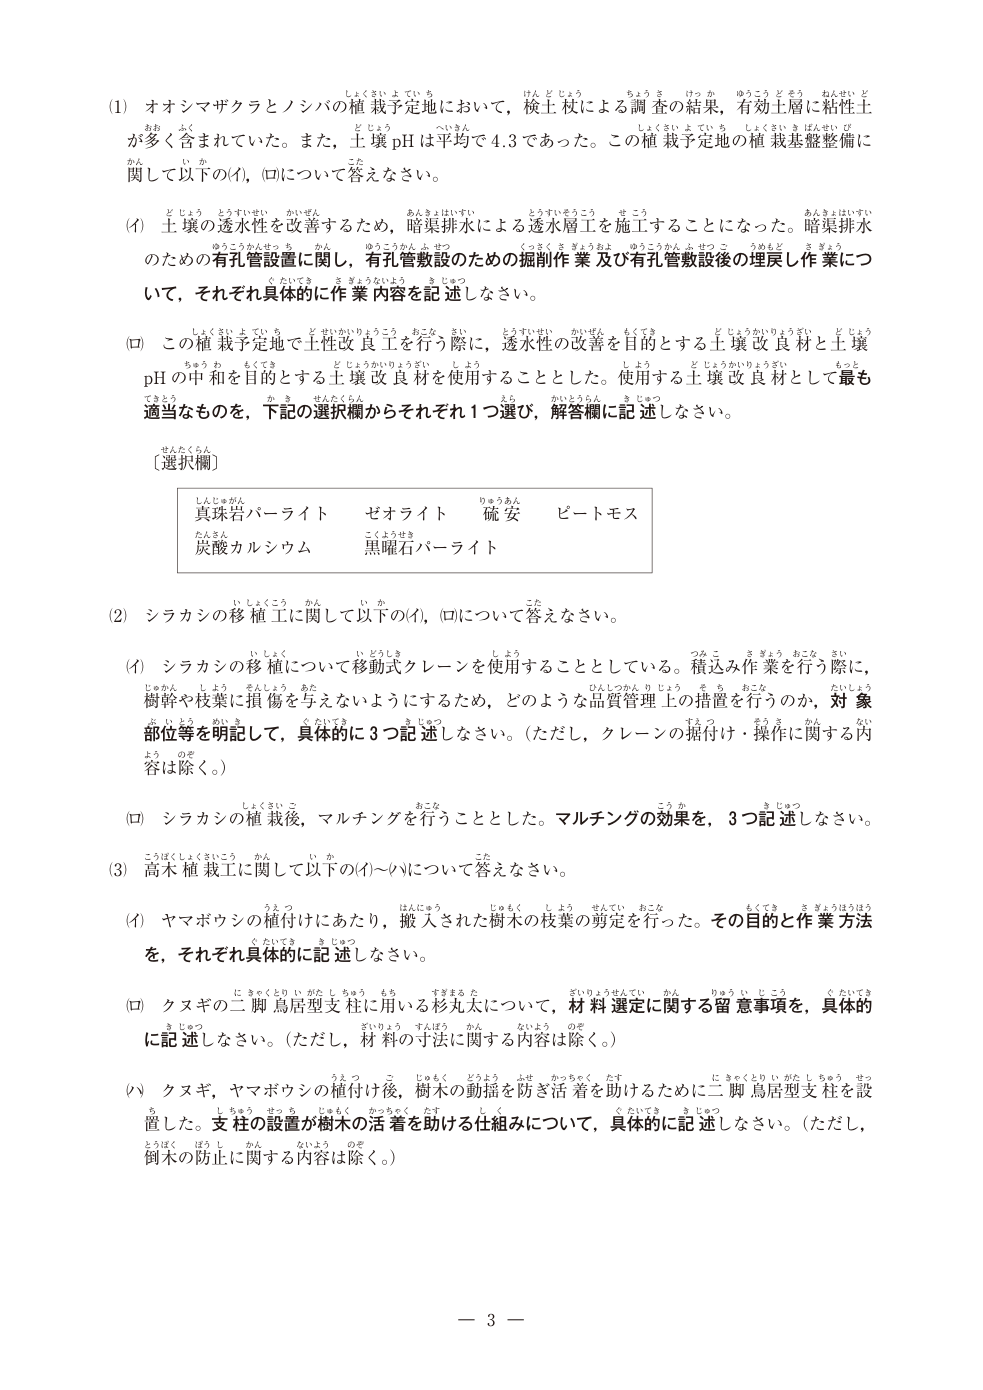 ⑴　オオシマザクラとノシバの植栽予定地において，検土杖による調査の結果，有効土層に粘性土
が多く含まれていた。また，土壌 pH は平均で 4.3 であった。この植栽予定地の植栽基盤整備に
関して以下の㈑，㈺について答えなさい。
㈑　土壌の透水性を改善するため，暗渠排水による透水層工を施工することになった。暗渠排水
のための有孔管設置に関し，有孔管敷設のための掘削作業及び有孔管敷設後の埋戻し作業につ
いて，それぞれ具体的に作業内容を記述しなさい。
㈺　この植栽予定地で土性改良工を行う際に，透水性の改善を目的とする土壌改良材と土壌
pH の中和を目的とする土壌改良材を使用することとした。使用する土壌改良材として最も
適当なものを，下記の選択欄からそれぞれ 1 つ選び，解答欄に記述しなさい。
〔選択欄〕
真珠岩パーライト　ゼオライト　硫安　ピートモス
炭酸カルシウム　黒曜石パーライト
⑵　シラカシの移植工に関して以下の㈑，㈺について答えなさい。
㈑　シラカシの移植について移動式クレーンを使用することとしている。積込み作業を行う際に，
樹幹や枝葉に損傷を与えないようにするため，どのような品質管理上の措置を行うのか，対象
部位等を明記して，具体的に 3 つ記述しなさい。（ただし，クレーンの据付け・操作に関する内
容は除く。）
㈺　シラカシの植栽後，マルチングを行うこととした。マルチングの効果を，3 つ記述しなさい。
⑶　高木植栽工に関して以下の㈑～㈩について答えなさい。
㈑　ヤマボウシの植付けにあたり，搬入された樹木の枝葉の剪定を行った。その目的と作業方法
を，それぞれ具体的に記述しなさい。
㈺　クヌギの二脚鳥居型支柱に用いる杉丸太について，材料選定に関する留意事項を，具体的
に記述しなさい。（ただし，材料の寸法に関する内容は除く。）
㈩　クヌギ，ヤマボウシの植付け後，樹木の動揺を防ぎ活着を助けるために二脚鳥居型支柱を設
置した。支柱の設置が樹木の活着を助ける仕組みについて，具体的に記述しなさい。（ただし，
倒木の防止に関する内容は除く。）
— 3 —